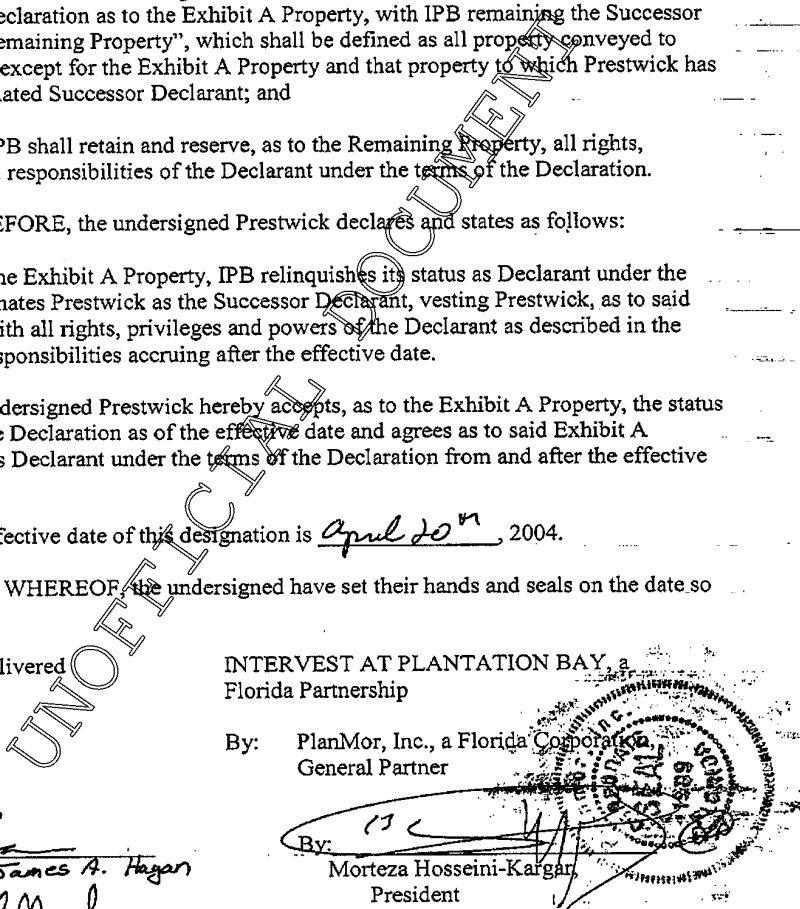 eclaration as to the Exhibit A Property, with IPB remaining the Successor
emaining Property”, which shall be defined as all property conveyed to
except for the Exhibit A Property and that property to which Prestwick has
ated Successor Declarant; and
PB shall retain and reserve, as to the Remaining Property, all rights,
responsibilities of the Declarant under the terms of the Declaration.
EFORE, the undersigned Prestwick declares and states as follows:
he Exhibit A Property, IPB relinquishes its status as Declarant under the
nates Prestwick as the Successor Declarant, vesting Prestwick, as to said
ith all rights, privileges and powers of the Declarant as described in the
sponsibilities accruing after the effective date.
dersigned Prestwick hereby accepts, as to the Exhibit A Property, the status
e Declaration as of the effective date and agrees as to said Exhibit A
s Declarant under the terms of the Declaration from and after the effective
fective date of this designation is April 20th, 2004.
WHEREOF, the undersigned have set their hands and seals on the date so
livered
INTERVEST AT PLANTATION BAY, a
Florida Partnership
By: PlanMor, Inc., a Florida Corporation,
General Partner
By:
Morteza Hosseini-Kargar,
President
James A. Hagan
UNOFFICIAL DOCUMENT
SEAL
1989